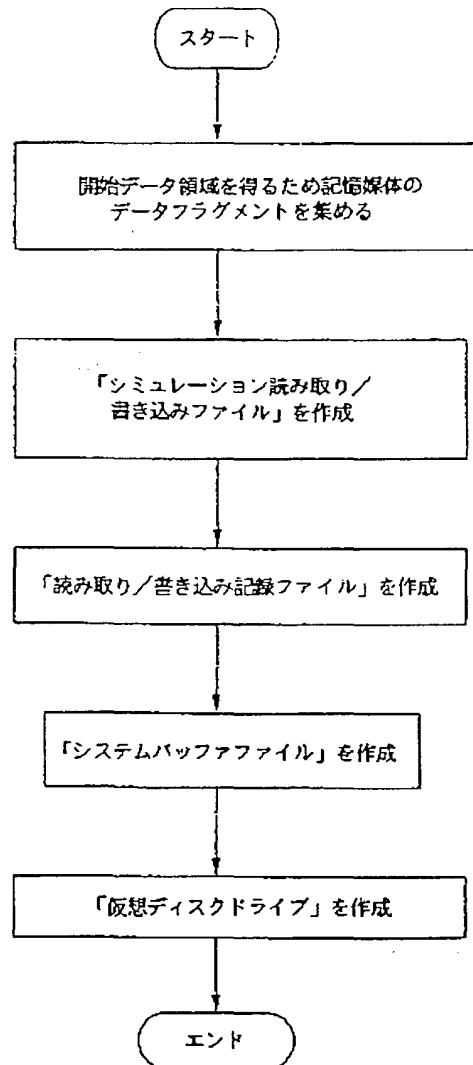 スタート
開始データ領域を得るため記憶媒体の
データフラグメントを集める
「シミュレーション読み取り／
書き込みファイル」を作成
「読み取り／書き込み記録ファイル」を作成
「システムバッファファイル」を作成
「仮想ディスクドライブ」を作成
エンド